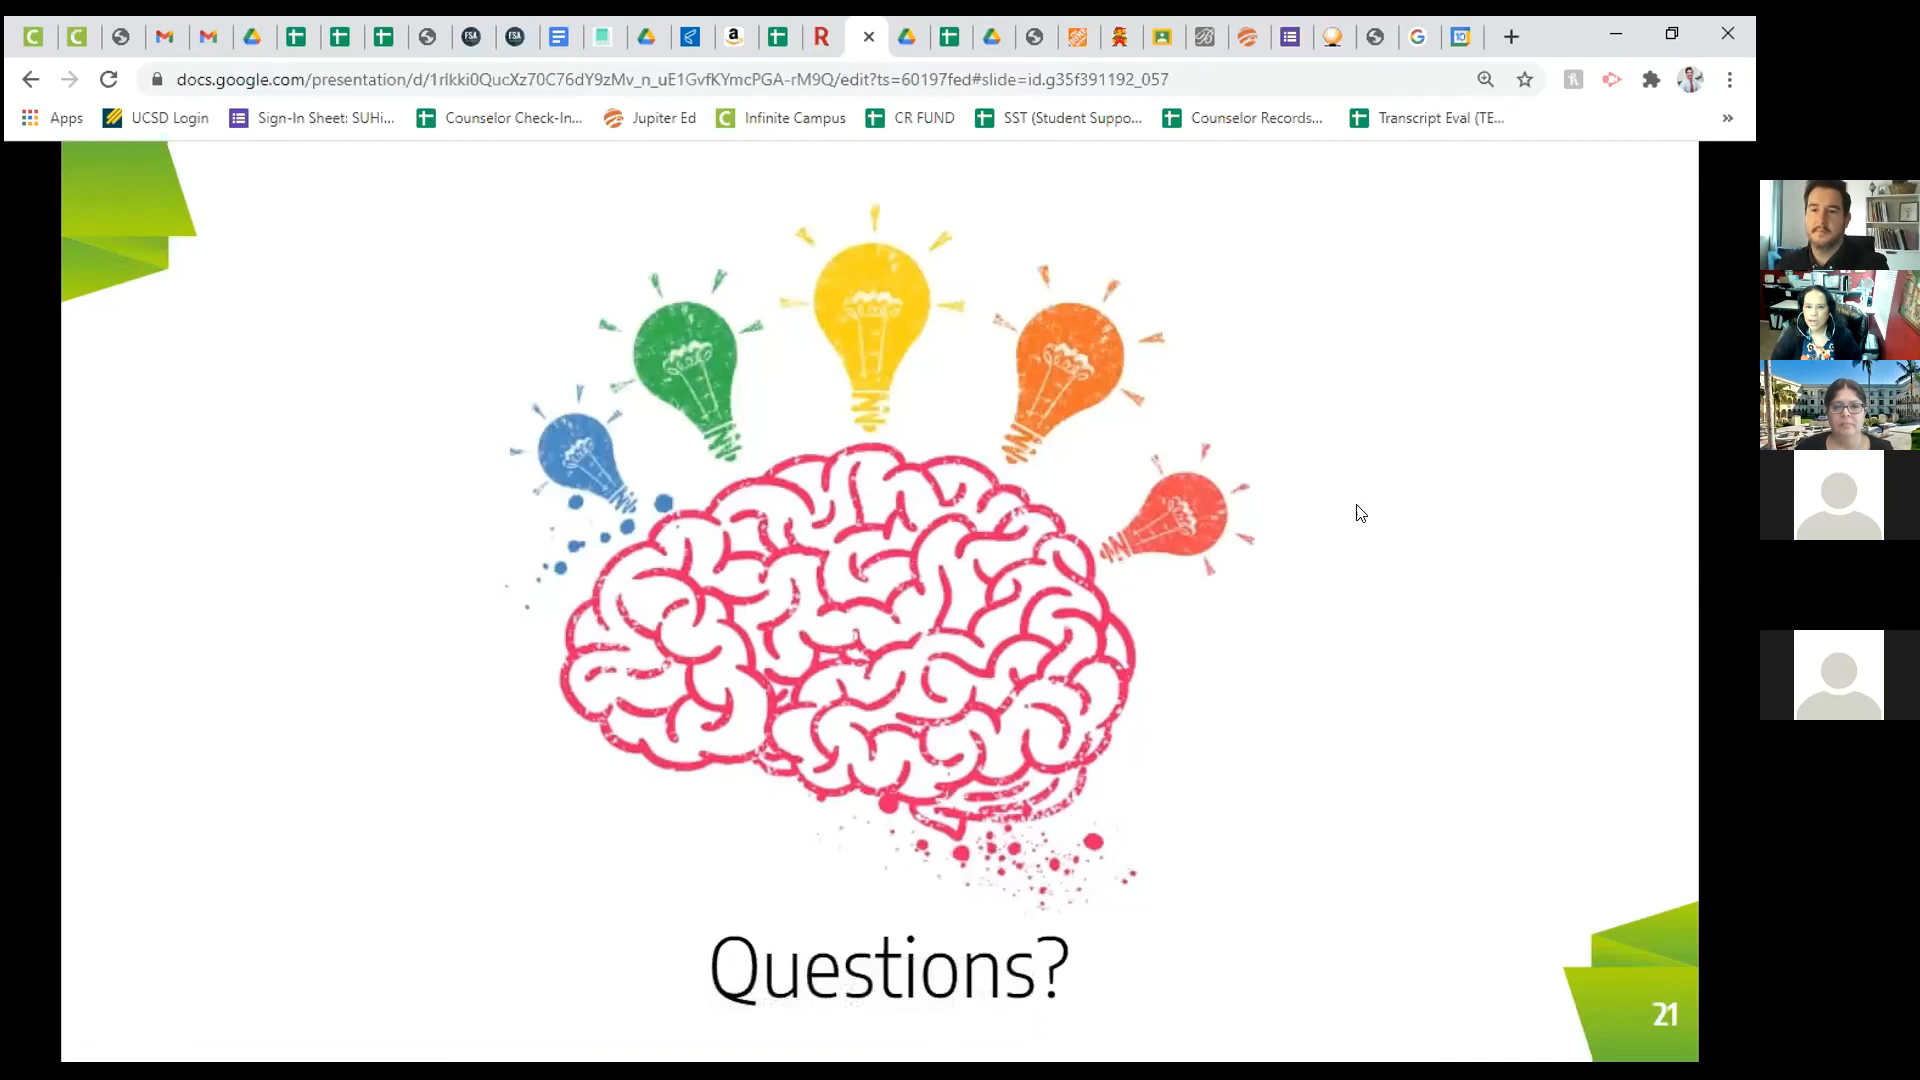 docs.google.com/presentation/d/1rlkki0QucXz70C76dY9zMv_n_uE1GvfKYmcPGA-rM9Q/edit?ts=60197fed#slide=id.g35f391192_057
Apps UCSD Login Sign-In Sheet: SUHi... Counselor Check-In... Jupiter Ed Infinite Campus CR FUND SST (Student Suppo... Counselor Records... Transcript Eval (TE...
Questions?
21